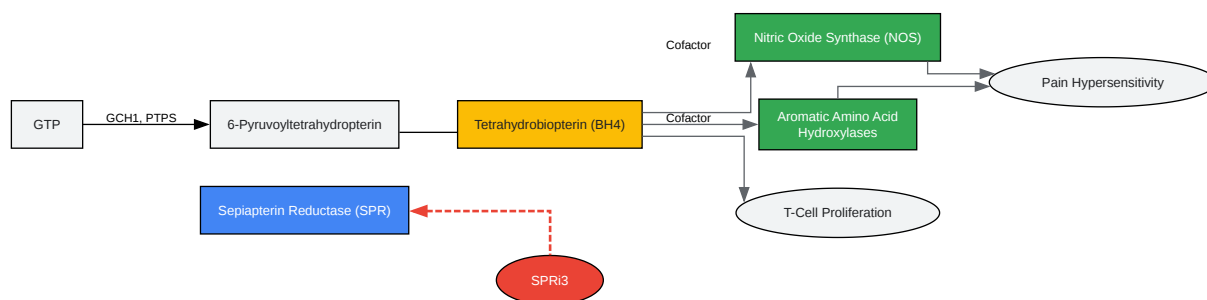 Nitric Oxide Synthase (NOS)
Cofactor
Pain Hypersensitivity
GTP
GCH1, PTPS
6-Pyruvoyltetrahydropterin
Tetrahydrobiopterin (BH4)
Cofactor
Aromatic Amino Acid
Hydroxylases
Sepiapterin Reductase (SPR)
T-Cell Proliferation
SPRi3